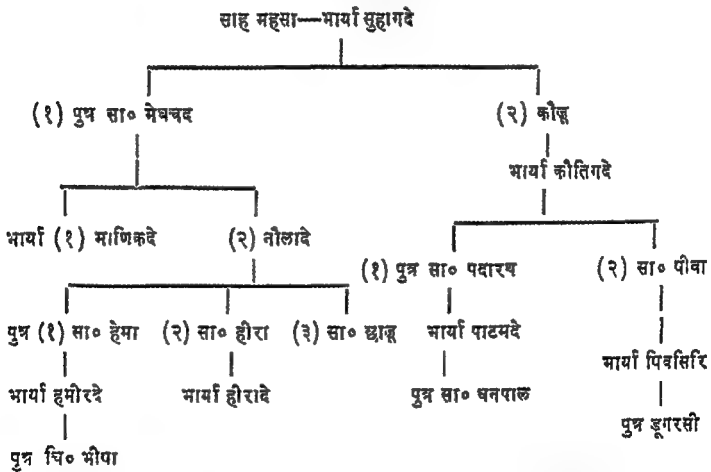 साह महसा—भार्या सुहागदे
(१) पुत्र सा० मेघचद (२) कौजू
भार्या कौतिगदे
भार्या (१) माणिकदे (२) नौलादे
(१) पुत्र सा० पदारथ (२) सा० पीवा
पुत्र (१) सा० हेमा (२) सा० हीरा (३) सा० छाजू भार्या पाटमदे
भार्या पिवसिरि
भार्या हमीरदे भार्या हीरादे पुत्र सा० धनपाल
पुत्र डूगरसी
पुत्र चि० भीषा